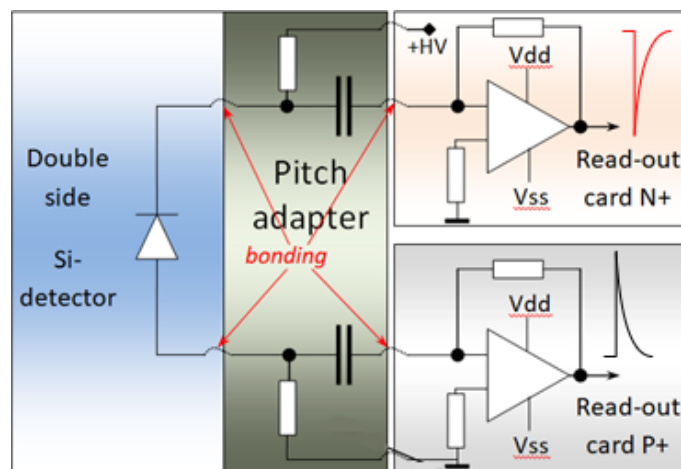 Double
side
Si-
detector
Pitch
adapter
bonding
+HV
Vdd
Vss
Read-out
card N+
Vdd
Vss
Read-out
card P+